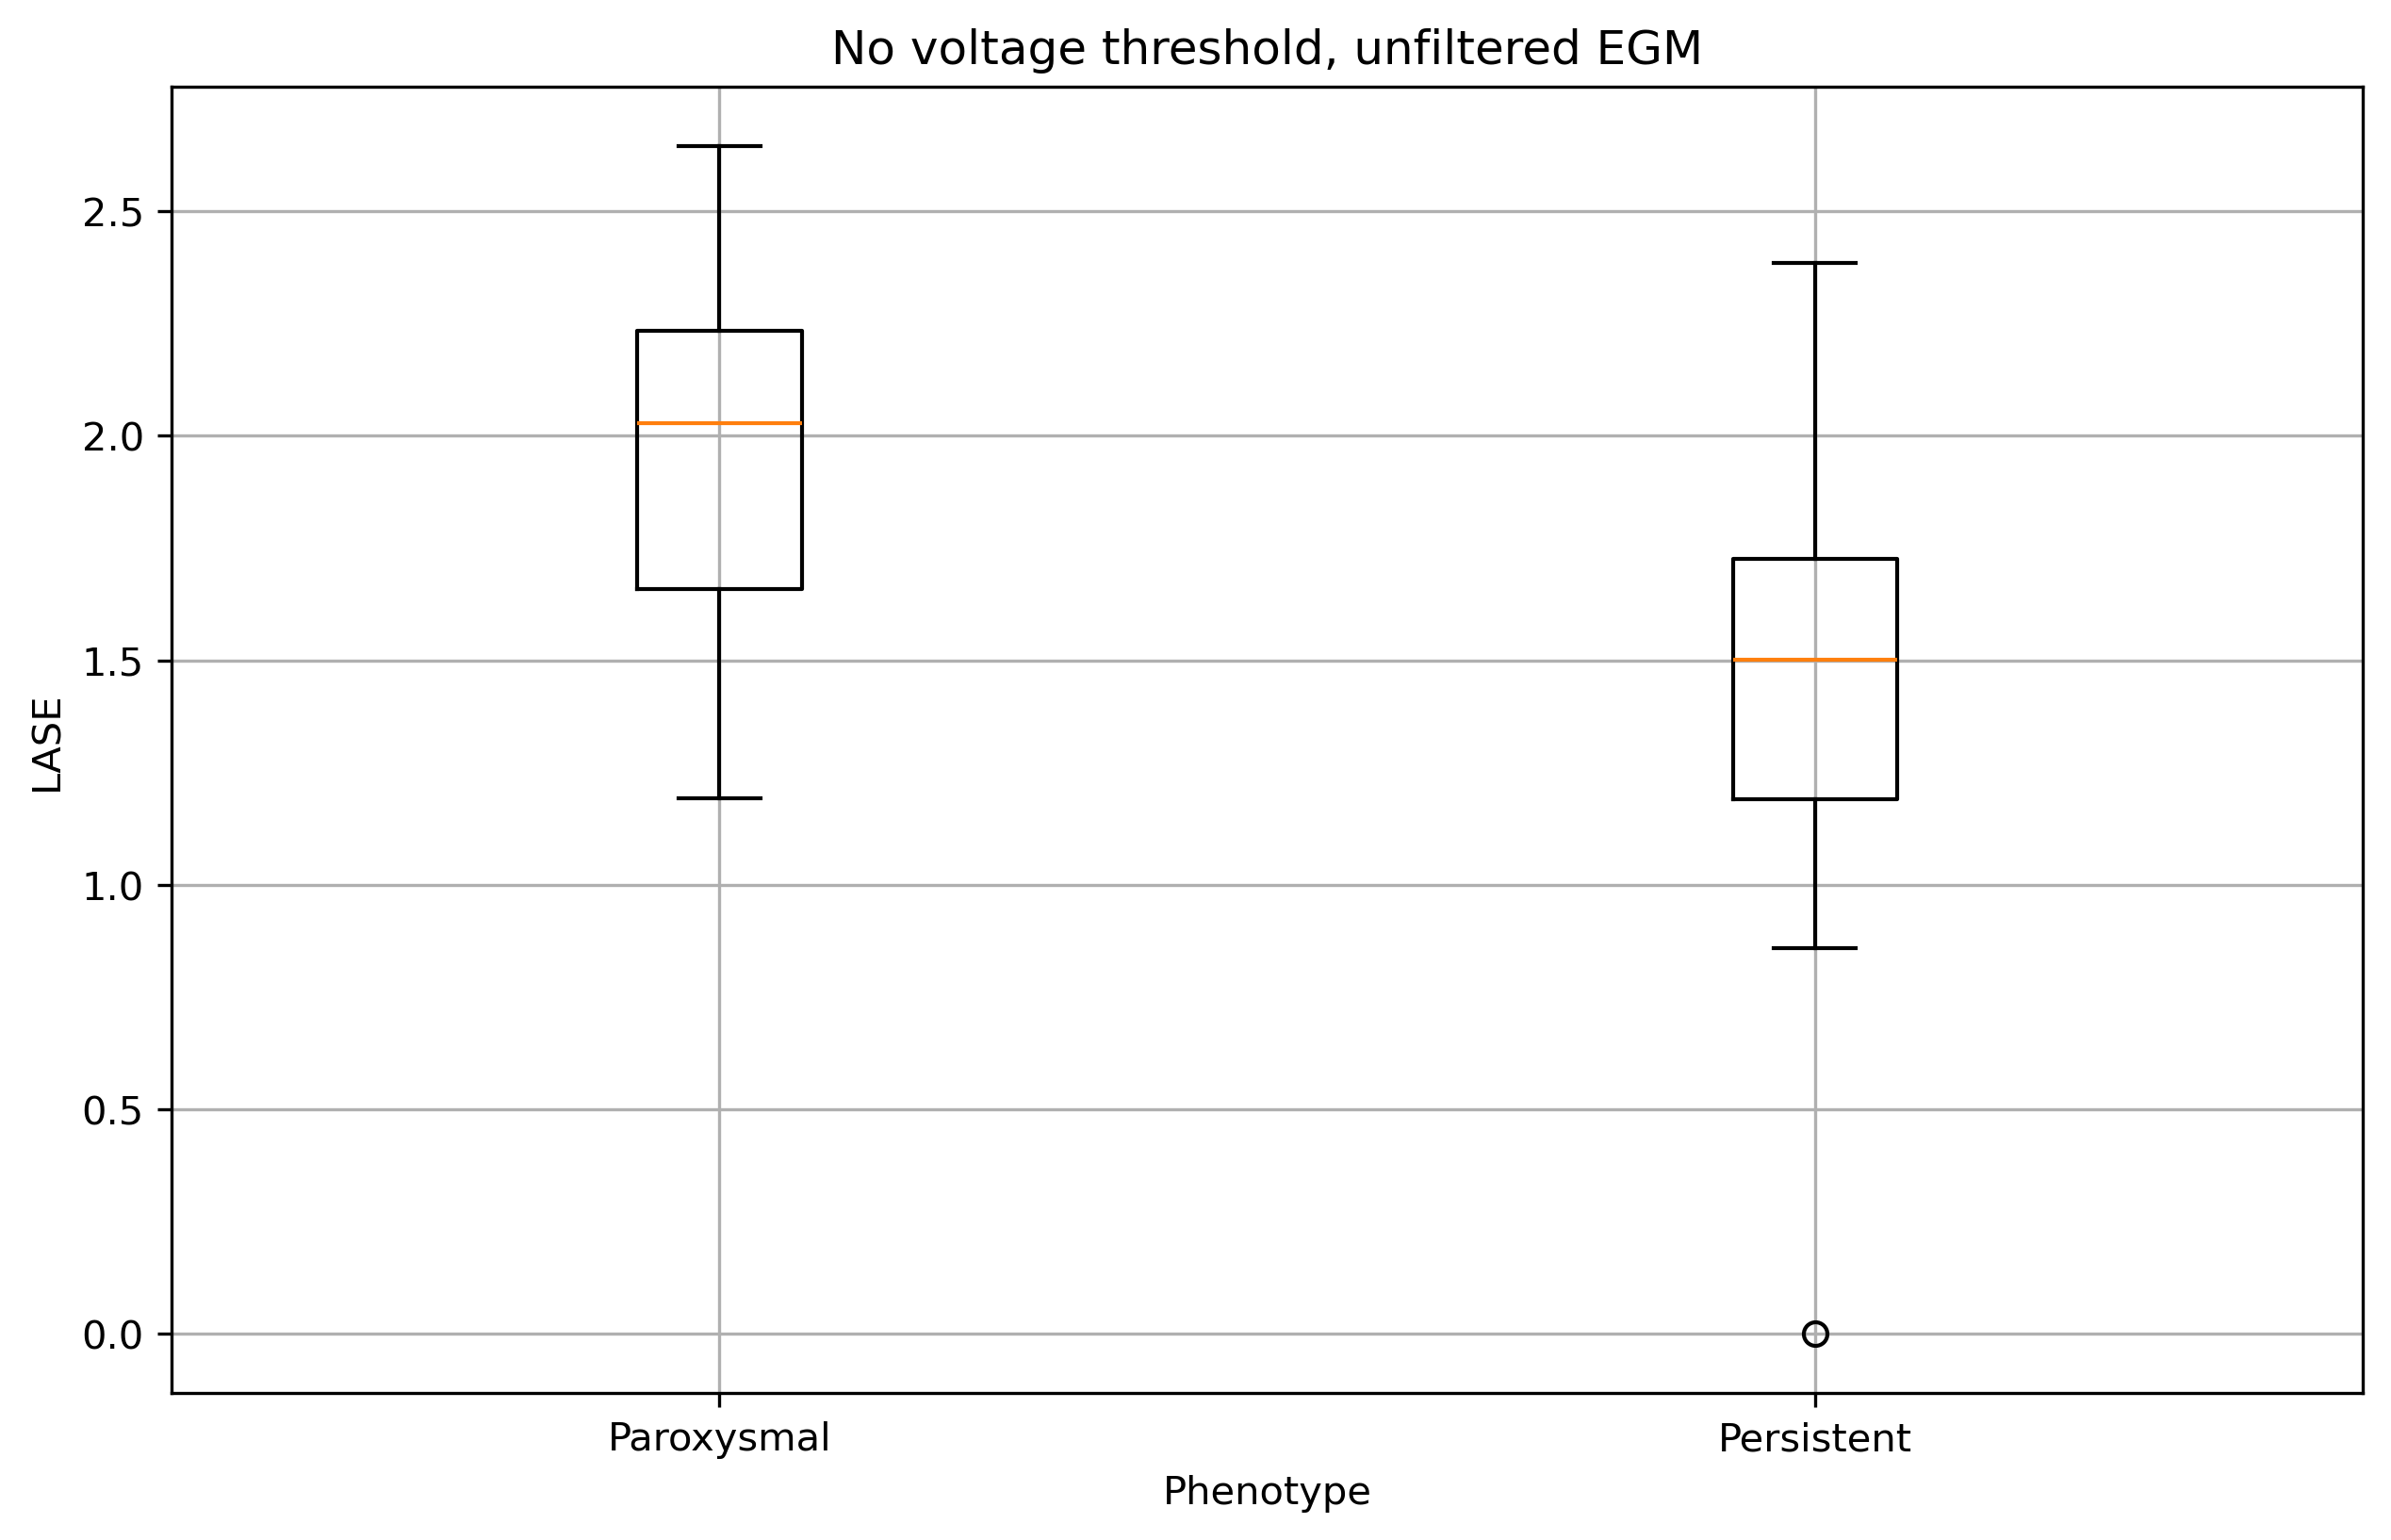 No voltage threshold, unfiltered EGM
2.5
2.0
1.5
1.0
0.5
0.0
LASE
Paroxysmal
Persistent
Phenotype